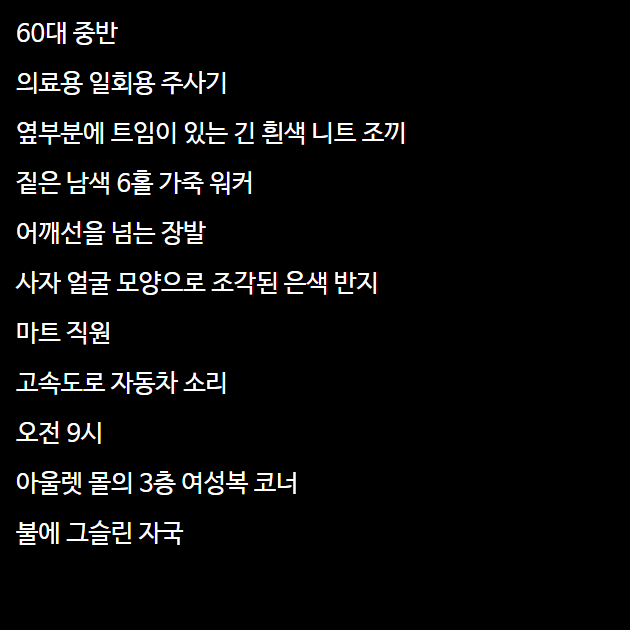 60대 중반
의료용 일회용 주사기
옆부분에 트임이 있는 긴 흰색 니트 조끼
짙은 남색 6홀 가죽 워커
어깨선을 넘는 장발
사자 얼굴 모양으로 조각된 은색 반지
마트 직원
고속도로 자동차 소리
오전 9시
아울렛 몰의 3층 여성복 코너
불에 그슬린 자국